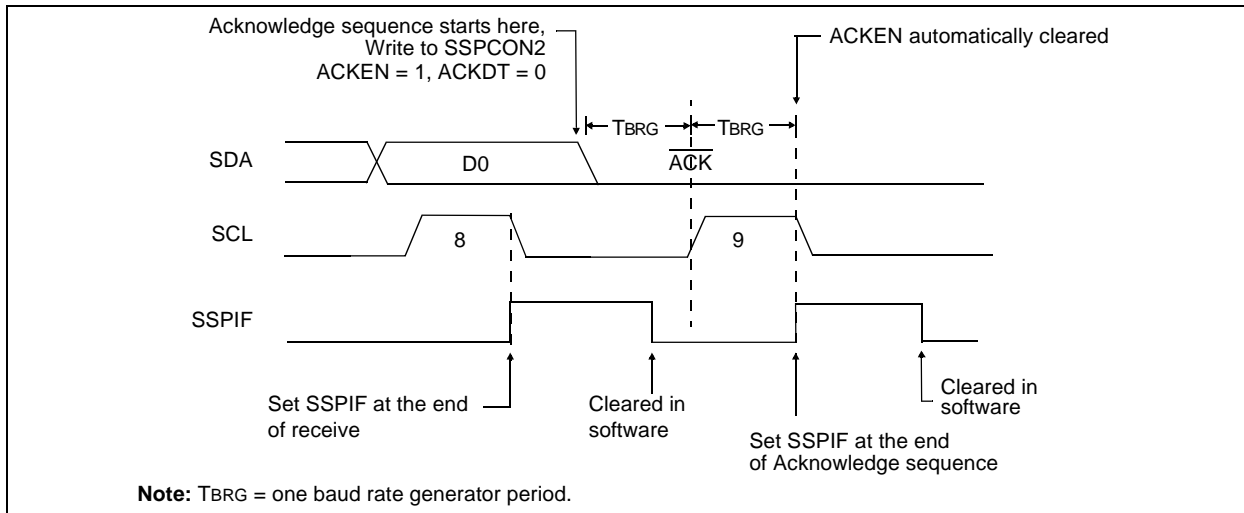 Acknowledge sequence starts here,
Write to SSPCON2
ACKEN = 1, ACKDT = 0
ACKEN automatically cleared
TBRG
TBRG
SDA
D0
ACK
SCL
8
9
SSPIF
Set SSPIF at the end
of receive
Cleared in
software
Set SSPIF at the end
of Acknowledge sequence
Cleared in
software
Note: TBRG = one baud rate generator period.